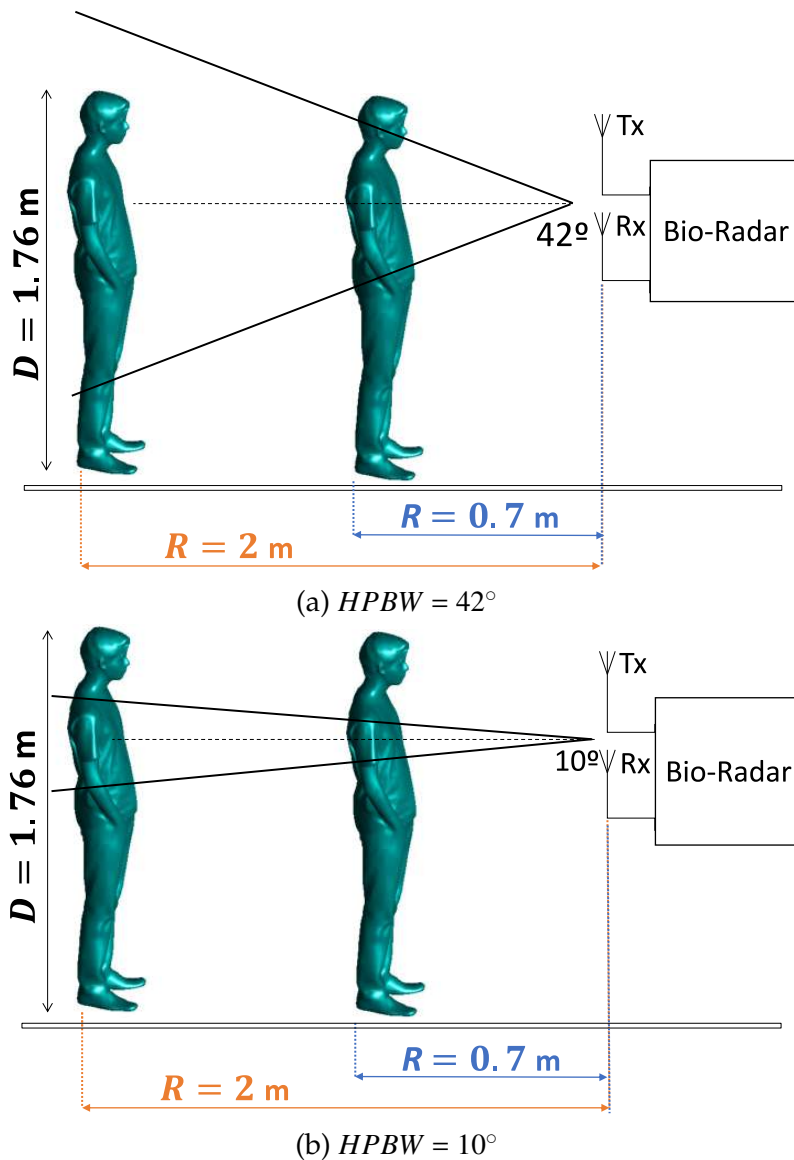 Tx
42º
Rx
Bio-Radar
D = 1.76 m
R = 0.7 m
R = 2 m
(a) HPBW = 42°
Tx
10º
Rx
Bio-Radar
D = 1.76 m
R = 0.7 m
R = 2 m
(b) HPBW = 10°